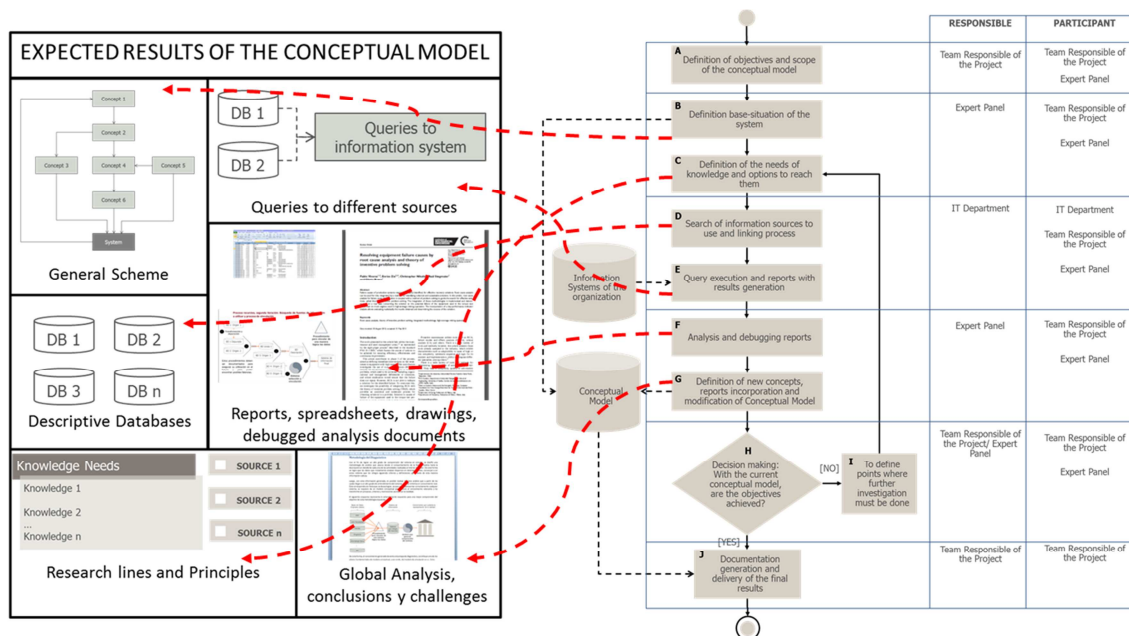 EXPECTED RESULTS OF THE CONCEPTUAL MODEL
Concept 1
Concept 2
Concept 3
Concept 4
Concept 5
Concept 6
System
General Scheme
DB 1
DB 2
Queries to
information system
Queries to different sources
DB 1
DB 2
DB 3
DB n
Descriptive Databases
Resolving equipment failure causes by
root cause analysis and theory of
inventive problem solving
Reports, spreadsheets, drawings,
debugged analysis documents
Knowledge Needs
Knowledge 1
Knowledge 2
...
Knowledge n
SOURCE 1
SOURCE 2
SOURCE n
Research lines and Principles
Global Analysis,
conclusions y challenges
RESPONSIBLE
PARTICIPANT
A
Definition of objectives and scope
of the conceptual model
Team Responsible of
the Project
Team Responsible of
the Project
Expert Panel
B
Definition base-situation of the
system
Expert Panel
Team Responsible of
the Project
Expert Panel
C
Definition of the needs of
knowledge and options to reach
them
D
Search of information sources to
use and linking process
IT Department
IT Department
Team Responsible of
the Project
Expert Panel
Information
Systems of the
organization
E
Query execution and reports with
results generation
F
Analysis and debugging reports
Expert Panel
Team Responsible of
the Project
Expert Panel
Conceptual
Model
G
Definition of new concepts,
reports incorporation and
modification of Conceptual Model
H
Decision making:
With the current
conceptual model,
are the objectives
achieved?
[NO]
I
To define
points where
further
investigation
must be done
Team Responsible of
the Project/ Expert
Panel
Team Responsible of
the Project
Expert Panel
[YES]
J
Documentation
generation and
delivery of the final
results
Team Responsible of
the Project
Team Responsible of
the Project